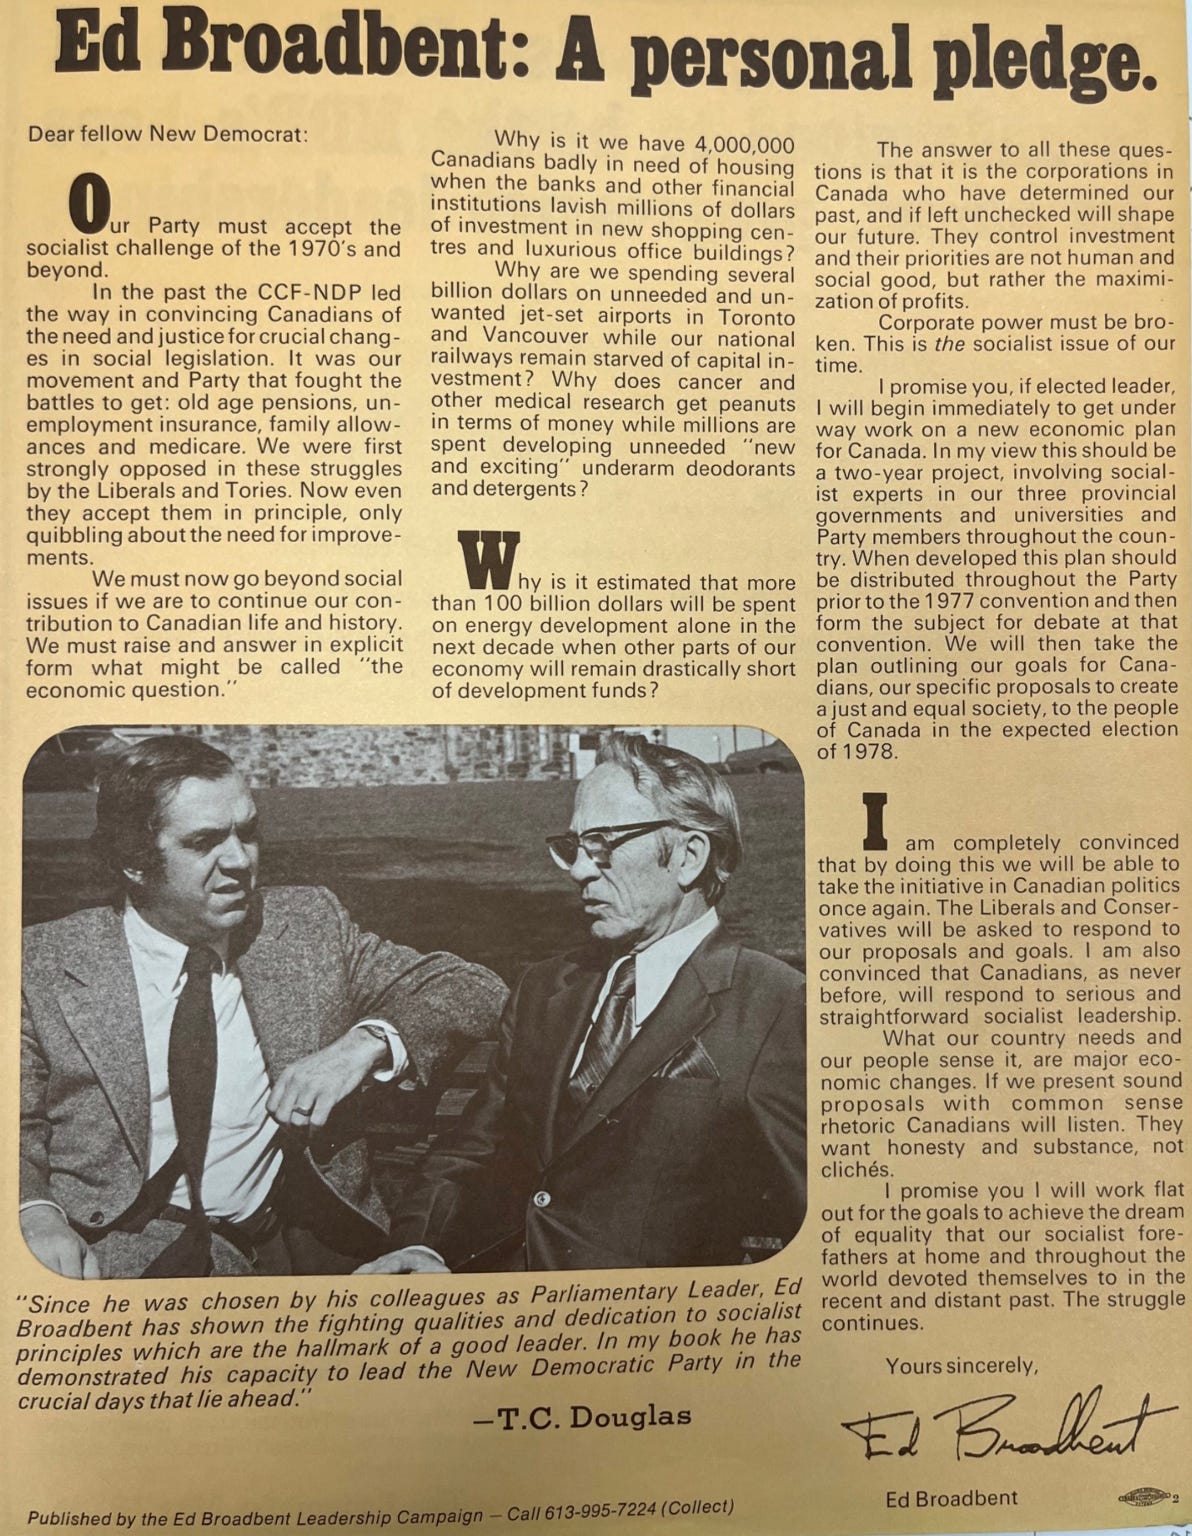 Ed Broadbent: A personal pledge.
Dear fellow New Democrat:
Our Party must accept the
socialist challenge of the 1970's and
beyond.
In the past the CCF-NDP led
the way in convincing Canadians of
the need and justice for crucial chang-
es in social legislation. It was our
movement and Party that fought the
battles to get: old age pensions, un-
employment insurance, family allow-
ances and medicare. We were first
strongly opposed in these struggles
by the Liberals and Tories. Now even
they accept them in principle, only
quibbling about the need for improve-
ments.
We must now go beyond social
issues if we are to continue our con-
tribution to Canadian life and history.
We must raise and answer in explicit
form what might be called "the
economic question."
Why is it we have 4,000,000
Canadians badly in need of housing
when the banks and other financial
institutions lavish millions of dollars
of investment in new shopping cen-
tres and luxurious office buildings?
Why are we spending several
billion dollars on unneeded and un-
wanted jet-set airports in Toronto
and Vancouver while our national
railways remain starved of capital in-
vestment? Why does cancer and
other medical research get peanuts
in terms of money while millions are
spent developing unneeded "new
and exciting" underarm deodorants
and detergents?
Why is it estimated that more
than 100 billion dollars will be spent
on energy development alone in the
next decade when other parts of our
economy will remain drastically short
of development funds?
The answer to all these ques-
tions is that it is the corporations in
Canada who have determined our
past, and if left unchecked will shape
our future. They control investment
and their priorities are not human and
social good, but rather the maximi-
zation of profits.
Corporate power must be bro-
ken. This is the socialist issue of our
time.
I promise you, if elected leader,
I will begin immediately to get under
way work on a new economic plan
for Canada. In my view this should be
a two-year project, involving social-
ist experts in our three provincial
governments and universities and
Party members throughout the coun-
try. When developed this plan should
be distributed throughout the Party
prior to the 1977 convention and then
form the subject for debate at that
convention. We will then take the
plan outlining our goals for Cana-
dians, our specific proposals to create
a just and equal society, to the people
of Canada in the expected election
of 1978.
I am completely convinced
that by doing this we will be able to
take the initiative in Canadian politics
once again. The Liberals and Conser-
vatives will be asked to respond to
our proposals and goals. I am also
convinced that Canadians, as never
before, will respond to serious and
straightforward socialist leadership.
What our country needs and
our people sense it, are major eco-
nomic changes. If we present sound
proposals with common sense
rhetoric Canadians will listen. They
want honesty and substance, not
clichés.
I promise you I will work flat
out for the goals to achieve the dream
of equality that our socialist fore-
fathers at home and throughout the
world devoted themselves to in the
recent and distant past. The struggle
continues.
Yours sincerely,
Ed Broadbent
Ed Broadbent
"Since he was chosen by his colleagues as Parliamentary Leader, Ed
Broadbent has shown the fighting qualities and dedication to socialist
principles which are the hallmark of a good leader. In my book he has
demonstrated his capacity to lead the New Democratic Party in the
crucial days that lie ahead."
—T.C. Douglas
Published by the Ed Broadbent Leadership Campaign — Call 613-995-7224 (Collect)
2